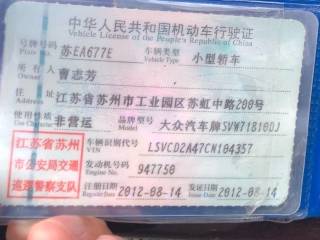 中华人民共和国机动车行驶证
Vehicle License of the People's Republic of China
号牌号码 苏EA677E 车辆类型 小型轿车
Plate No. Vehicle Type
所有人 曹志芳
Owner
住址 江苏省苏州市工业园区苏虹中路200号
Address
使用性质 非营运 品牌型号 大众汽车牌SVW71810DJ
Use Character Model
江苏省苏州市公安局交通巡逻警察支队
车辆识别代号 LSVCD2A47CN104357
VIN
发动机号码 947750
Engine No.
注册日期 2012-08-14 发证日期 2012-08-14
Register Date Issue Date